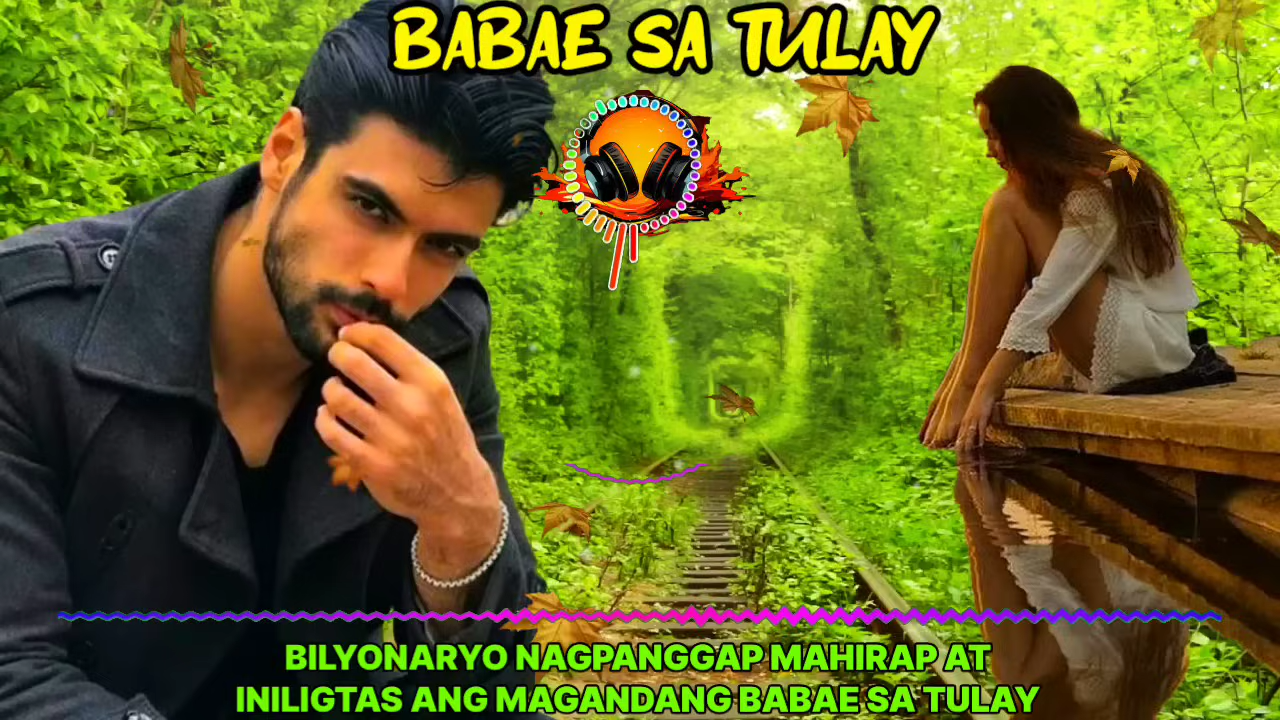 BABAE SA TULAY
BILYONARYO NAGPANGGAP MAHIRAP AT
INILIGTAS ANG MAGANDANG BABAE SA TULAY